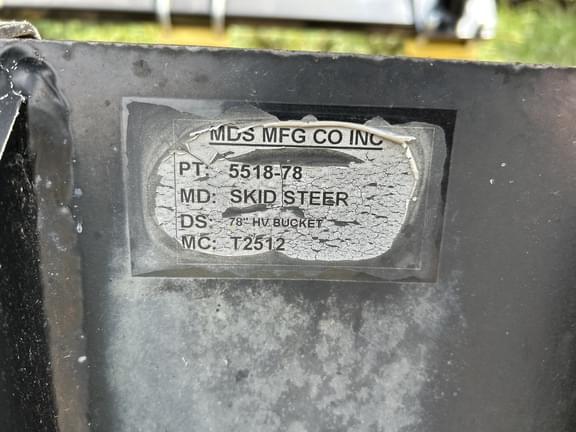 MDS MFG CO INC
PT: 5518-78
MD: SKID STEER
DS: 78" HV BUCKET
MC: T2512